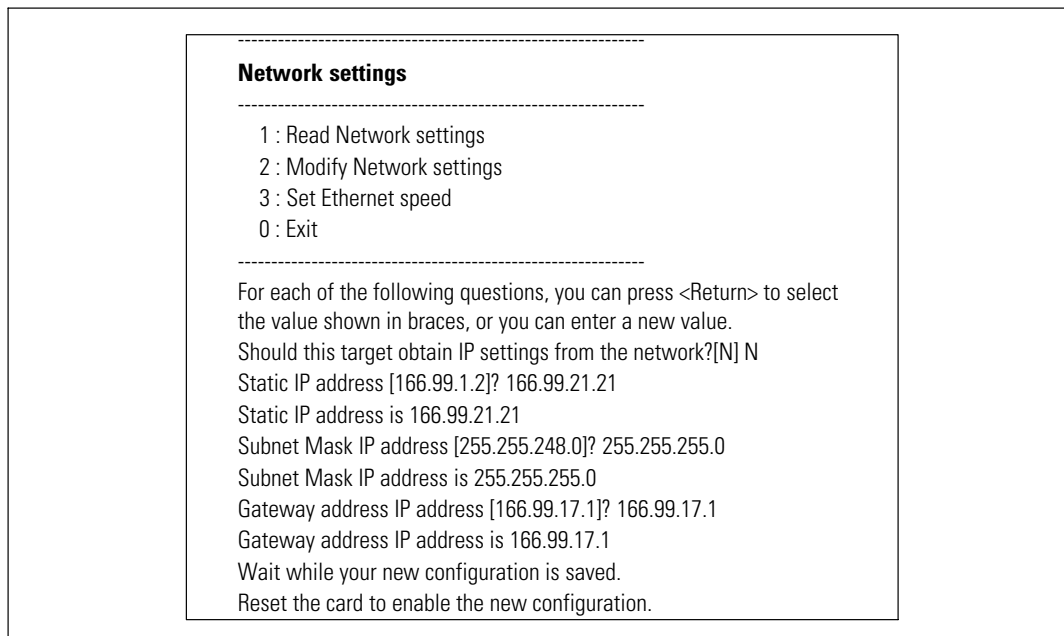 -------------------------------------------------------------
Network settings
-------------------------------------------------------------
1 : Read Network settings
2 : Modify Network settings
3 : Set Ethernet speed
0 : Exit
-------------------------------------------------------------
For each of the following questions, you can press <Return> to select
the value shown in braces, or you can enter a new value.
Should this target obtain IP settings from the network?[N] N
Static IP address [166.99.1.2]? 166.99.21.21
Static IP address is 166.99.21.21
Subnet Mask IP address [255.255.248.0]? 255.255.255.0
Subnet Mask IP address is 255.255.255.0
Gateway address IP address [166.99.17.1]? 166.99.17.1
Gateway address IP address is 166.99.17.1
Wait while your new configuration is saved.
Reset the card to enable the new configuration.